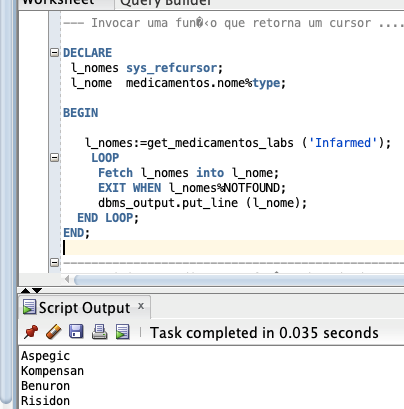 Worksheet Query Builder
--- Invocar uma fun�‹o que retorna um cursor ....
DECLARE
l_nomes sys_refcursor;
l_nome medicamentos.nome%type;
BEGIN
l_nomes:=get_medicamentos_labs ('Infarmed');
LOOP
Fetch l_nomes into l_nome;
EXIT WHEN l_nomes%NOTFOUND;
dbms_output.put_line (l_nome);
END LOOP;
END;
------------------------------------------------
Script Output x
Task completed in 0.035 seconds
Aspegic
Kompensan
Benuron
Risidon